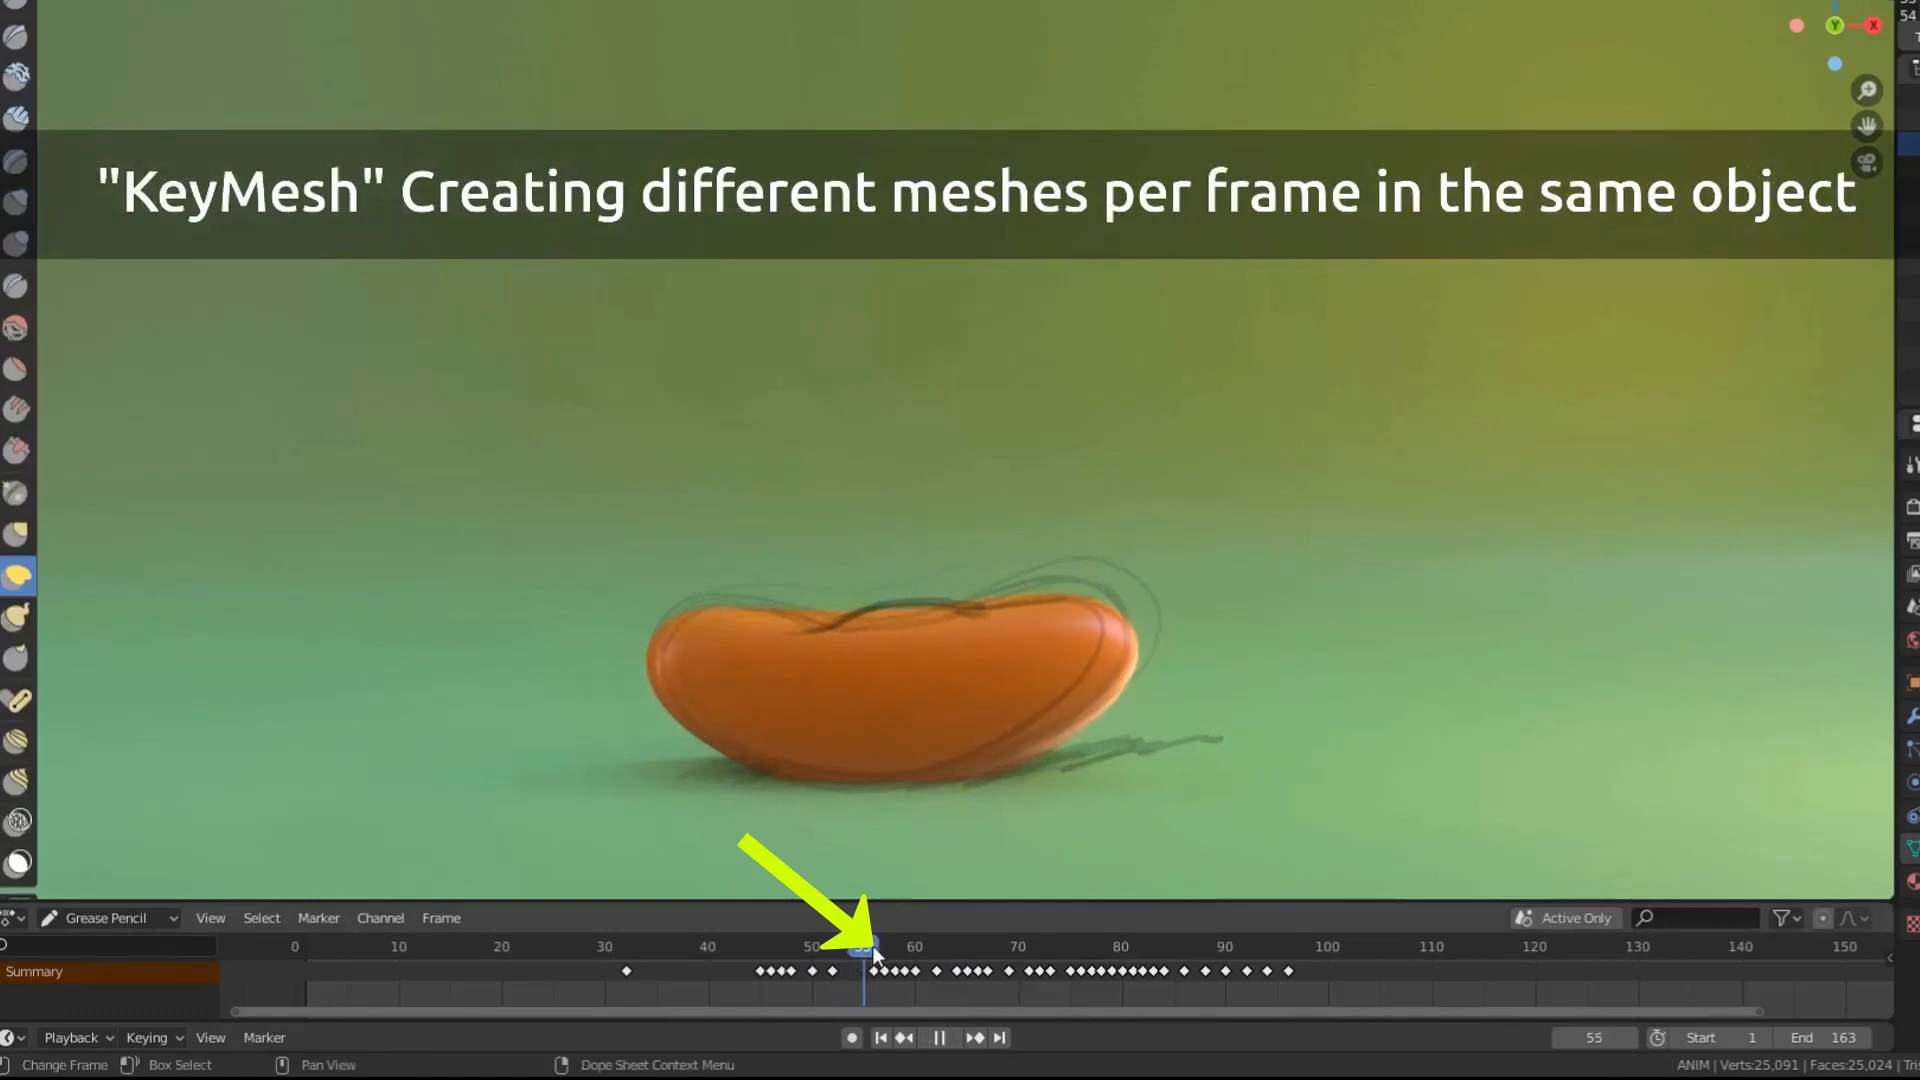 54
Y
X
"KeyMesh" Creating different meshes per frame in the same object
Grease Pencil View Select Marker Channel Frame Active Only
0 10 20 30 40 50 60 70 80 90 100 110 120 130 140 150
Summary
Playback Keying View Marker 55 Start 1 End 163
Change Frame Box Select Pan View Dope Sheet Context Menu ANIM | Verts:25,091 | Faces:25,024 | Tri